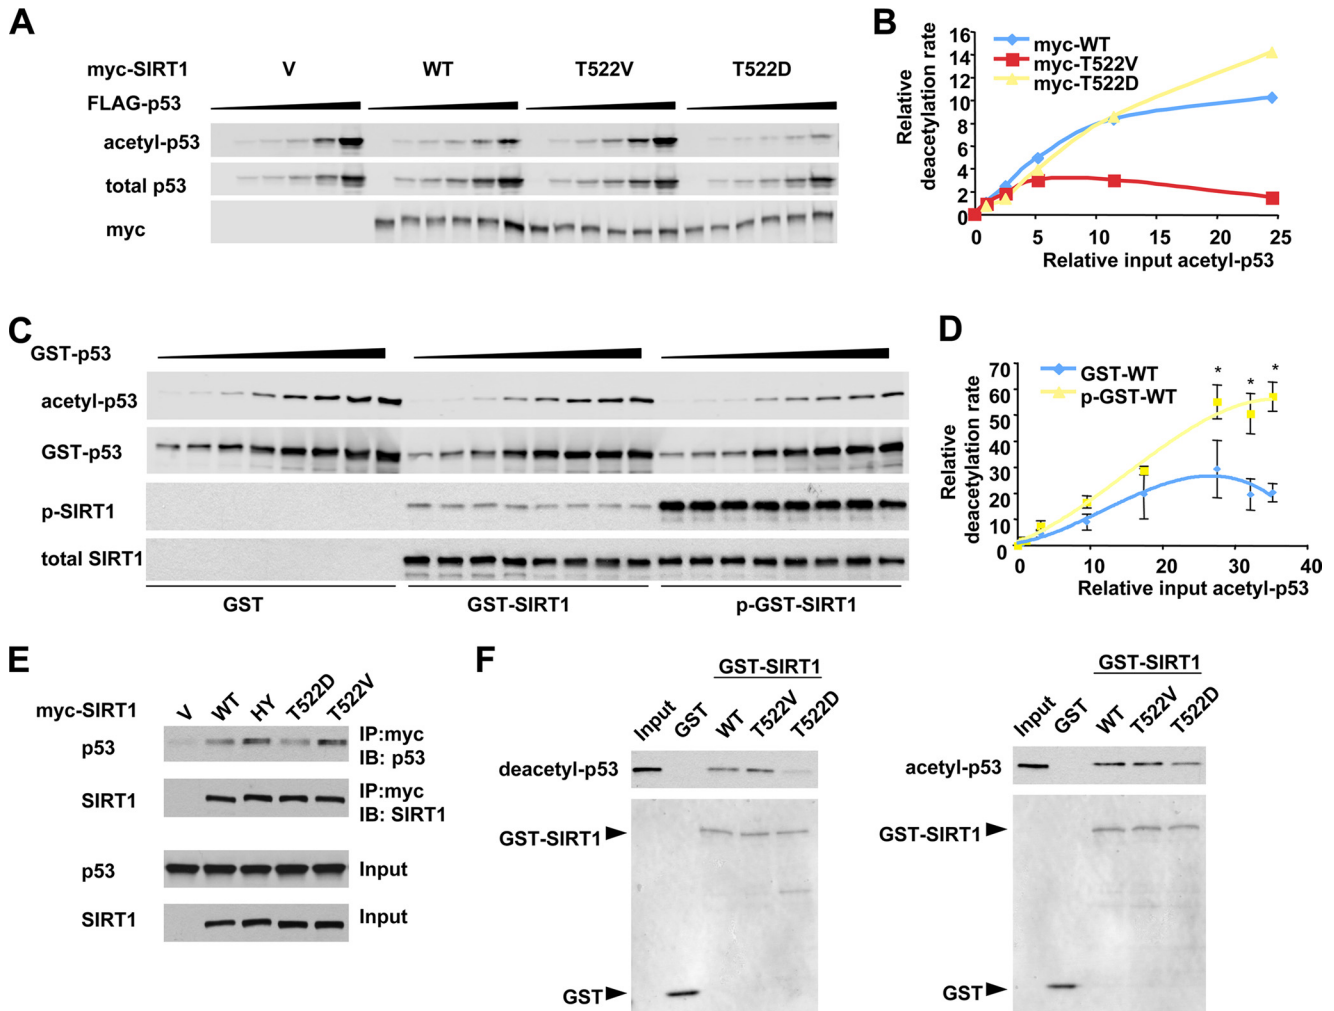 A
myc-SIRT1 V WT T522V T522D
FLAG-p53
acetyl-p53
total p53
myc
B
Relative deacetylation rate
16
14
12
10
8
6
4
2
0
myc-WT
myc-T522V
myc-T522D
0 5 10 15 20 25
Relative input acetyl-p53
C
GST-p53
acetyl-p53
GST-p53
p-SIRT1
total SIRT1
GST GST-SIRT1 p-GST-SIRT1
D
Relative deacetylation rate
70
60
50
40
30
20
10
0
GST-WT
p-GST-WT
* * *
0 10 20 30 40
Relative input acetyl-p53
E
myc-SIRT1 V WT HY T522D T522V
p53 IP:myc
IB: p53
SIRT1 IP:myc
IB: SIRT1
p53 Input
SIRT1 Input
F
GST-SIRT1
Input GST WT T522V T522D
deacetyl-p53
GST-SIRT1
GST
GST-SIRT1
Input GST WT T522V T522D
acetyl-p53
GST-SIRT1
GST